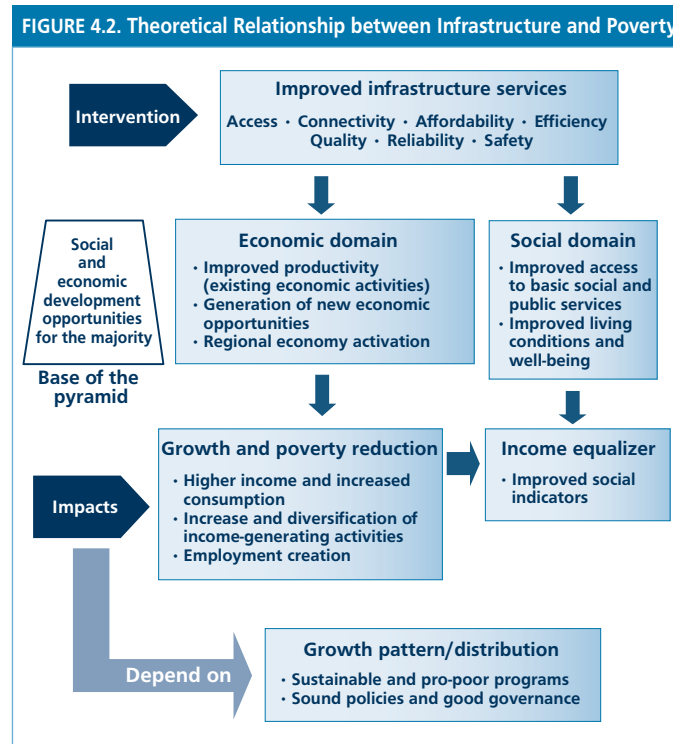 FIGURE 4.2. Theoretical Relationship between Infrastructure and Poverty
Intervention
Improved infrastructure services
Access · Connectivity · Affordability · Efficiency
Quality · Reliability · Safety
Social
and
economic
development
opportunities
for the majority
Base of the
pyramid
Economic domain
· Improved productivity
(existing economic activities)
· Generation of new economic
opportunities
· Regional economy activation
Social domain
· Improved access
to basic social and
public services
· Improved living
conditions and
well-being
Impacts
Growth and poverty reduction
· Higher income and increased
consumption
· Increase and diversification of
income-generating activities
· Employment creation
Income equalizer
· Improved social
indicators
Depend on
Growth pattern/distribution
· Sustainable and pro-poor programs
· Sound policies and good governance